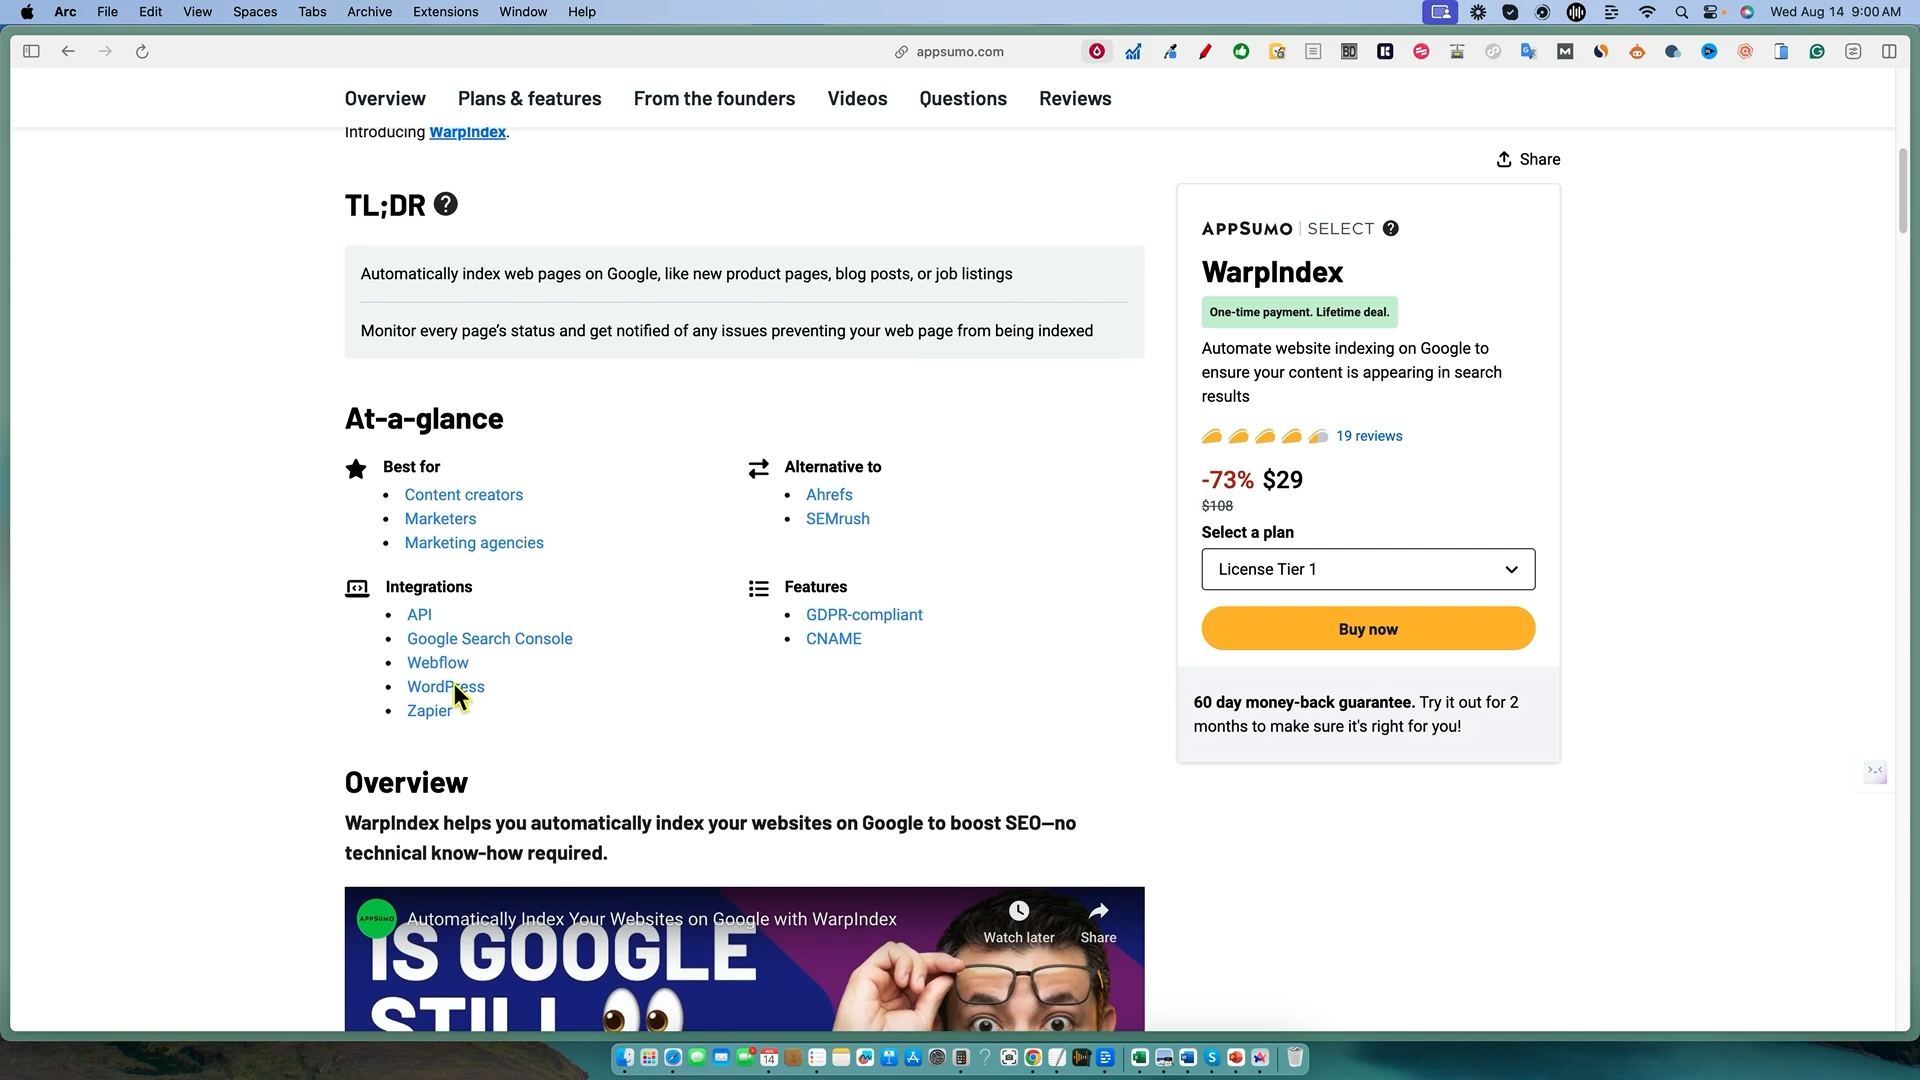 Arc File Edit View Spaces Tabs Archive Extensions Window Help
Wed Aug 14 9:00 AM
appsumo.com
Overview Plans & features From the founders Videos Questions Reviews
Introducing WarpIndex.
Share
TL;DR
Automatically index web pages on Google, like new product pages, blog posts, or job listings
Monitor every page's status and get notified of any issues preventing your web page from being indexed
At-a-glance
Best for
Content creators
Marketers
Marketing agencies
Alternative to
Ahrefs
SEMrush
Integrations
API
Google Search Console
Webflow
WordPress
Zapier
Features
GDPR-compliant
CNAME
Overview
WarpIndex helps you automatically index your websites on Google to boost SEO—no
technical know-how required.
APPSUMO
Automatically Index Your Websites on Google with WarpIndex
Watch later
Share
IS GOOGLE
STILL
APPSUMO | SELECT
WarpIndex
One-time payment. Lifetime deal.
Automate website indexing on Google to
ensure your content is appearing in search
results
19 reviews
-73% $29
$108
Select a plan
License Tier 1
Buy now
60 day money-back guarantee. Try it out for 2
months to make sure it's right for you!